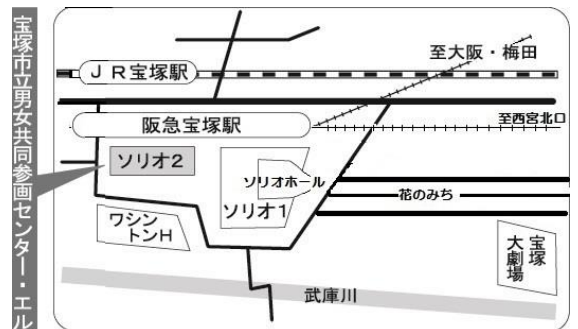 宝塚市立男女共同参画センター・エル
至大阪・梅田
JR宝塚駅
至西宮北口
阪急宝塚駅
ソリオ2
ソリオホール
ソリオ1
花のみち
ワシン
トンH
宝塚
大劇場
武庫川